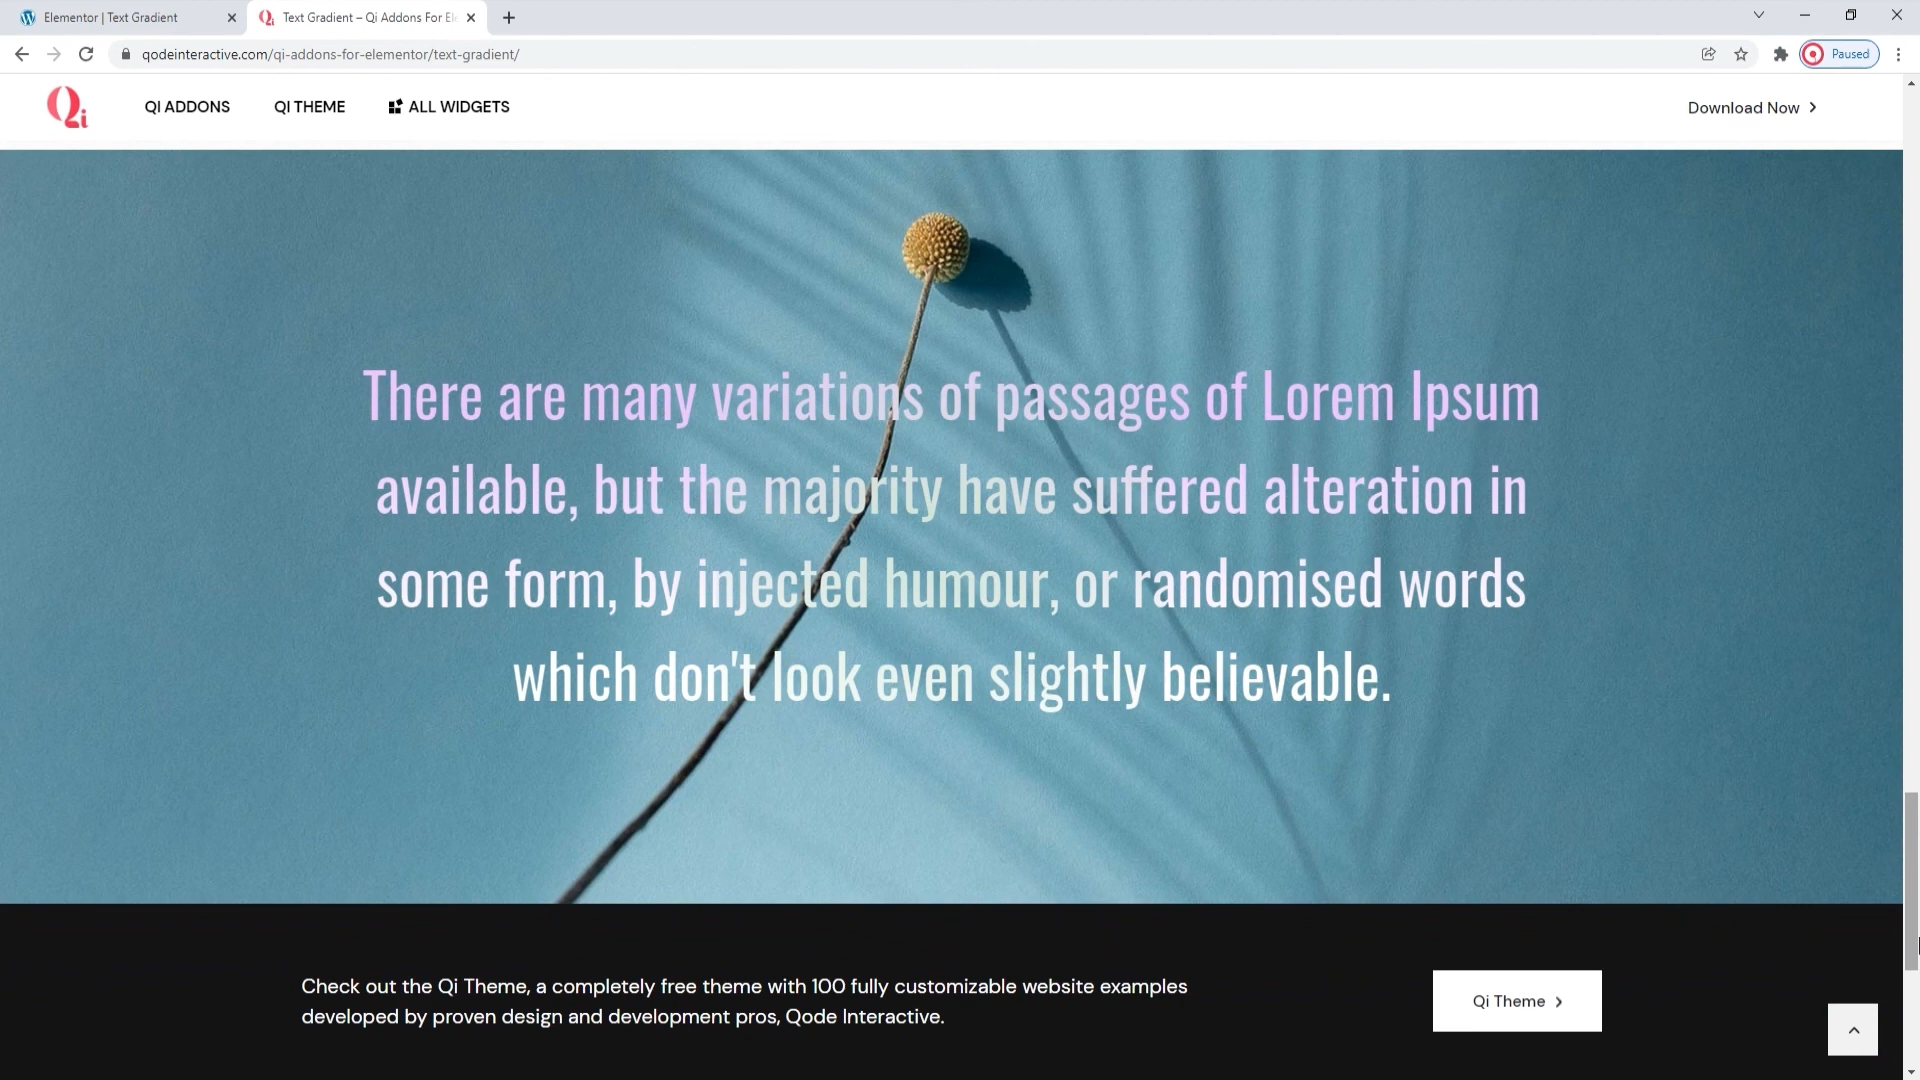 Elementor | Text Gradient
Text Gradient – Qi Addons For Ele
qodeinteractive.com/qi-addons-for-elementor/text-gradient/
Paused
Qi
QI ADDONS
QI THEME
ALL WIDGETS
Download Now
There are many variations of passages of Lorem Ipsum
available, but the majority have suffered alteration in
some form, by injected humour, or randomised words
which don't look even slightly believable.
Check out the Qi Theme, a completely free theme with 100 fully customizable website examples
developed by proven design and development pros, Qode Interactive.
Qi Theme